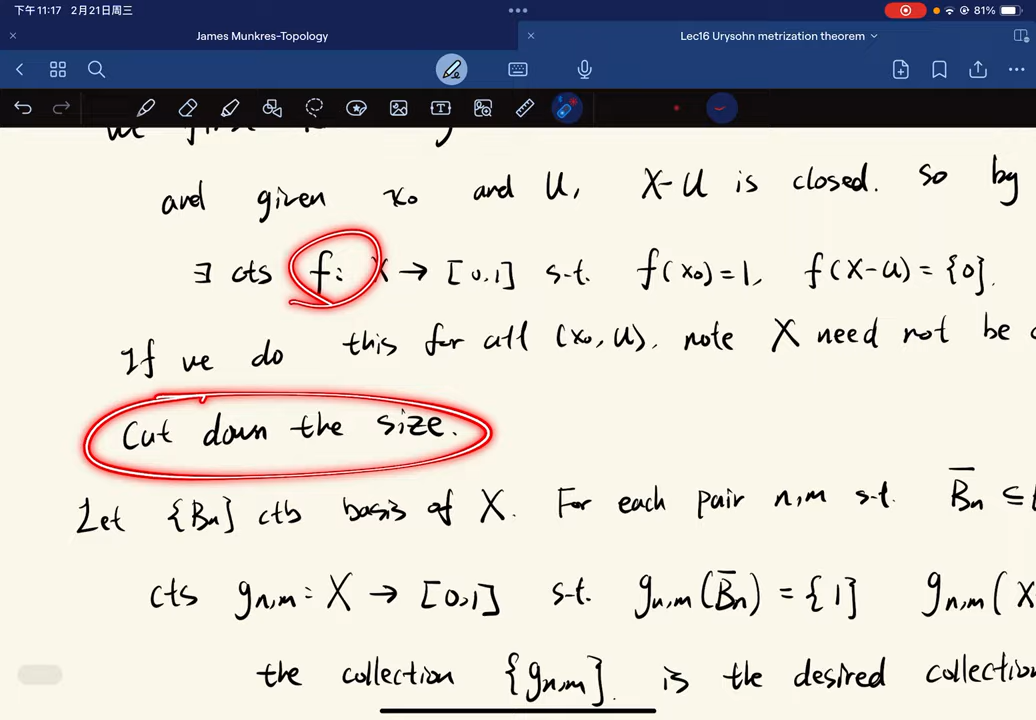 下午11:17 2月21日周三
81%
James Munkres-Topology
Lec16 Urysohn metrization theorem
we first
and given x₀ and U, X-U is closed. so by
∃ cts f: X → [0,1] s.t. f(x₀)=1, f(X-U) = {0}.
If we do this for all (x₀, U), note X need not be
Cut down the size.
Let {Bn} ctb basis of X. For each pair n,m s.t. B̅n ⊆
cts gn,m: X → [0,1] s.t. gn,m(B̅n) = {1} gn,m(X
the collection {gn,m}. is the desired collection